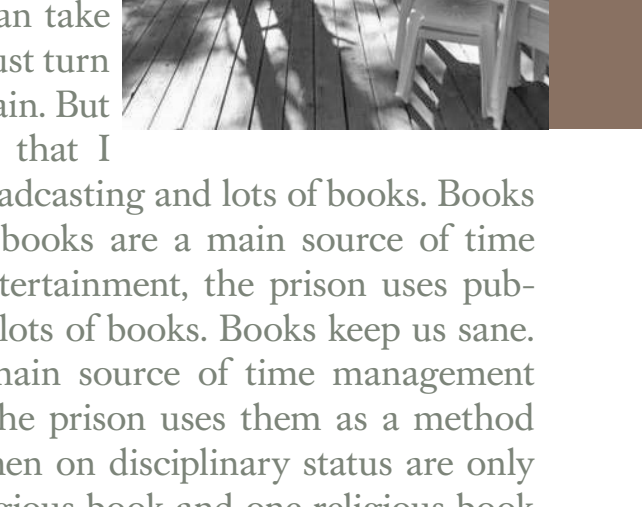 an take
ust turn
ain. But
that I
adcasting and lots of books. Books
books are a main source of time
tertainment, the prison uses pub-
lots of books. Books keep us sane.
main source of time management
he prison uses them as a method
en on disciplinary status are only
gious book and one religious book